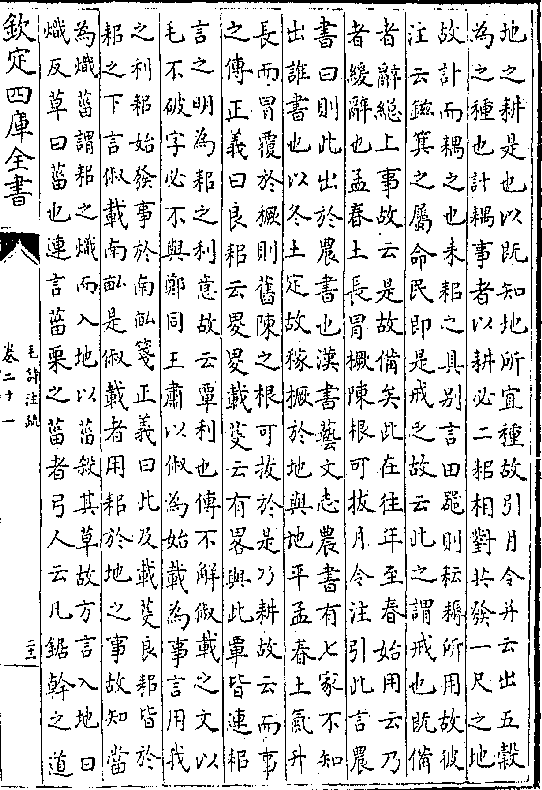 地之耕是也以既知地所宜種故引月令并云出五穀
為之種也計耦事者以耕必二耜相對共發一尺之地
故計而耦之也耒耜之具别言田器則耘耨所用故彼
注云鎡箕之屬命民即是戒之故云此之謂戒也既備
者辭緫上事故云是故備矣此在往年至春始用云乃
者緩辭也孟春土長冒橛陳根可拔月令注引此言農
書曰則此出於農書也漢書藝文志農書有七家不知
出誰書也以冬土定故稼橛於地與地平孟春土氣升
長而冒覆於橛則舊陳之根可拔於是乃耕故云而事
之傳正義曰良耜云畟畟載芟云有畧與此覃皆連耜
言之明為耜之利意故云覃利也傳不解俶載之文以
毛不破字必不與鄭同王肅以俶為始載為事言用我
之利耜始發事於南畝箋正義曰此及載芟良耜皆於
耜之下言俶載南畝是俶載者用耜於地之事故知當
為熾菑謂耜之熾而入地以菑殺其草故方言入地曰
熾反草曰菑也連言菑栗之菑者弓人云凡鋸幹之道
欽定四庫全書
毛詩注疏
卷二十一
二十二